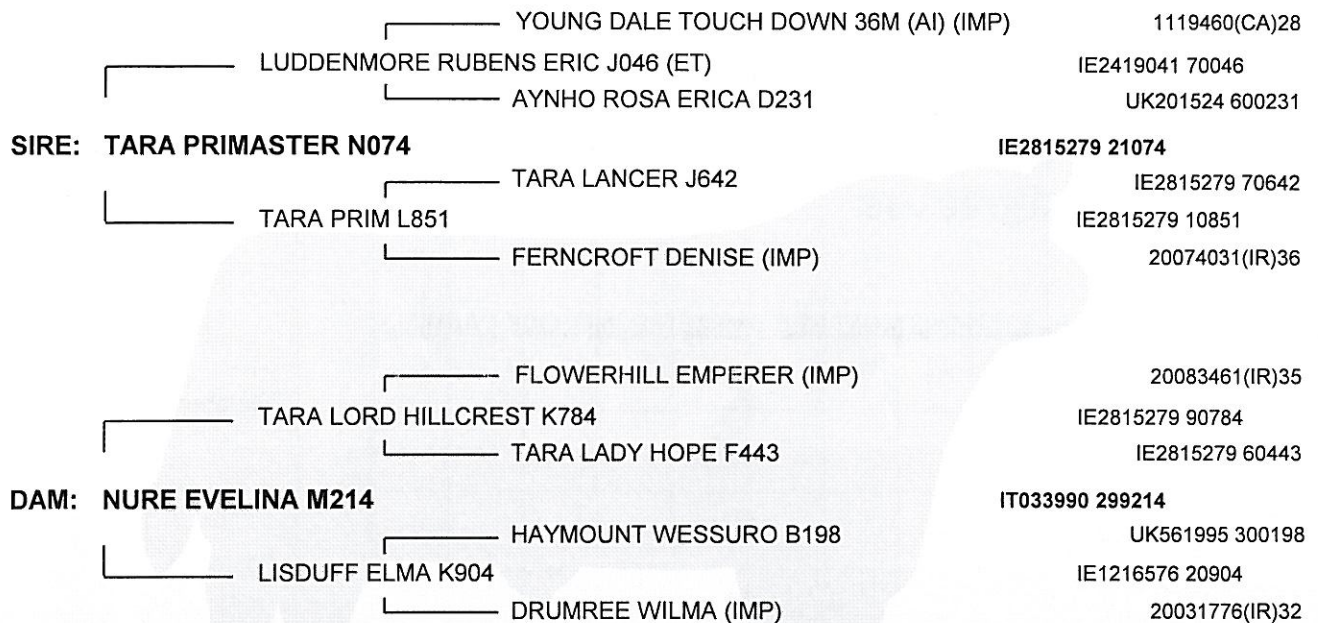 YOUNG DALE TOUCH DOWN 36M (AI) (IMP) 1119460(CA)28
LUDDENMORE RUBENS ERIC J046 (ET) IE2419041 70046
AYNHO ROSA ERICA D231 UK201524 600231
SIRE: TARA PRIMASTER N074 IE2815279 21074
TARA LANCER J642 IE2815279 70642
TARA PRIM L851 IE2815279 10851
FERNCROFT DENISE (IMP) 20074031(IR)36
FLOWERHILL EMPERER (IMP) 20083461(IR)35
TARA LORD HILLCREST K784 IE2815279 90784
TARA LADY HOPE F443 IE2815279 60443
DAM: NURE EVELINA M214 IT033990 299214
HAYMOUNT WESSURO B198 UK561995 300198
LISDUFF ELMA K904 IE1216576 20904
DRUMREE WILMA (IMP) 20031776(IR)32